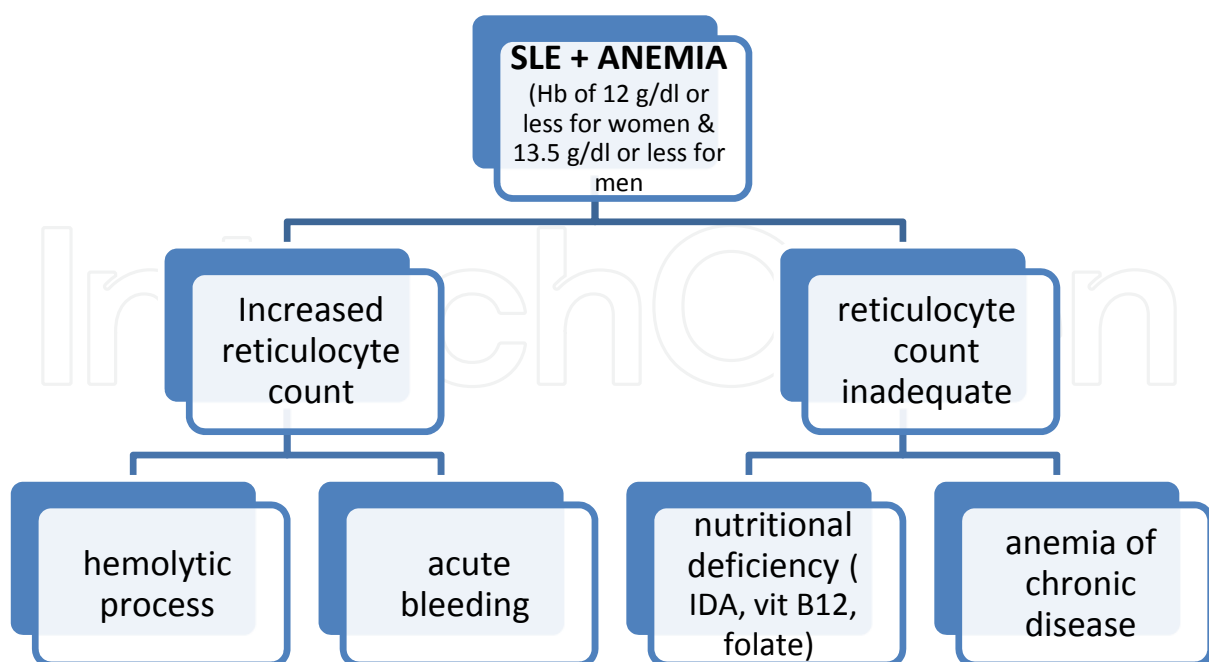 SLE + ANEMIA
(Hb of 12 g/dl or
less for women &
13.5 g/dl or less for
men
Increased
reticulocyte
count
reticulocyte
count
inadequate
hemolytic
process
acute
bleeding
nutritional
deficiency (
IDA, vit B12,
folate)
anemia of
chronic
disease